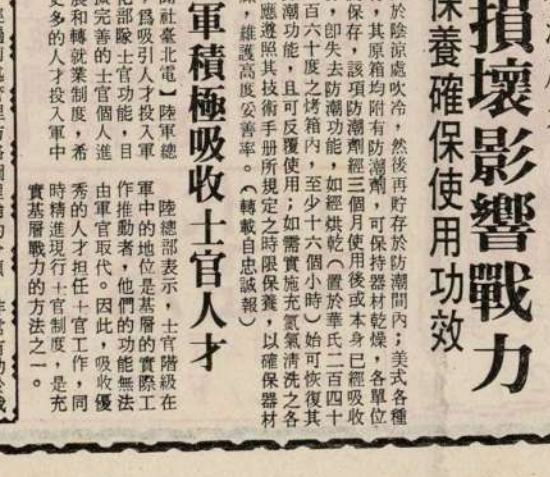 損壞影響戰力
保養確保使用功效
於陰涼處吹冷，然後再貯存於防潮間內；美式各種
，其原箱均附有防潮劑，可保持器材乾燥，各單位
保存，該項防潮劑經三個月使用後或本身已經吸收
，卽失去防潮功能，如經烘乾（置於華氏二百四十
百六十度之烤箱內，至少十六個小時）始可恢復其
潮功能，且可反覆使用；如需實施充氮氣清洗之各
應遵照其技術手册所規定之時限保養，以確保器材
，維護高度妥善率。（轉載自忠誠報）
軍積極吸收士官人才
社臺北電】陸軍總
，爲吸引人才投入軍
化部隊士官功能，目
擬完善的士官個人進
展和轉就業制度，希
更多的人才投入軍中
陸總部表示，士官階級在
軍中的地位是基層的實際工
作推動者，他們的功能無法
由軍官取代。因此，吸收優
秀的人才担任士官工作，同
時精進現行士官制度，是充
實基層戰力的方法之一。